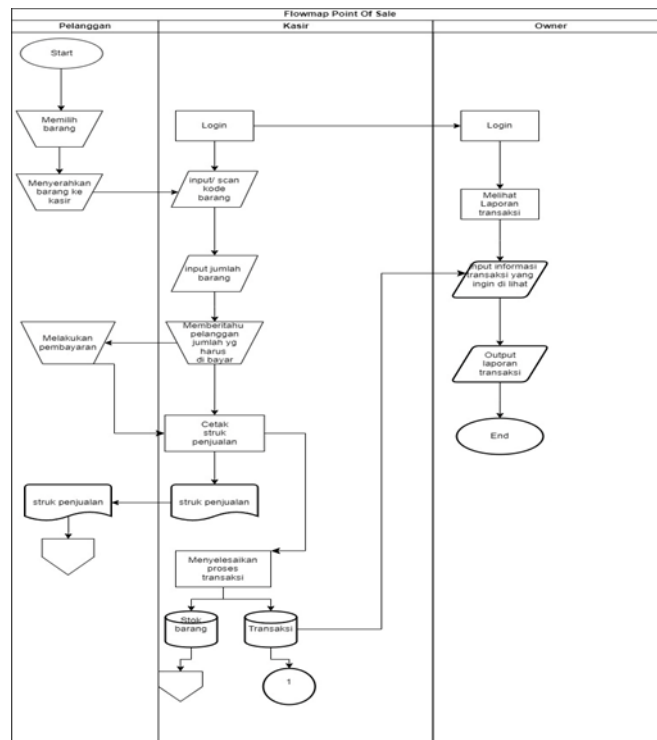 Flowmap Point Of Sale
Pelanggan
Kasir
Owner
Start
Memilih
barang
Menyerahkan
barang ke
kasir
Login
input/ scan
kode
barang
input jumlah
barang
Memberitahu
pelanggan
jumlah yg
harus
di bayar
Melakukan
pembayaran
Cetak
struk
penjualan
struk penjualan
struk penjualan
Menyelesaikan
proses
transaksi
Stok
barang
Transaksi
1
Login
Melihat
Laporan
transaksi
input informasi
transaksi yang
ingin di lihat
Output
laporan
transaksi
End